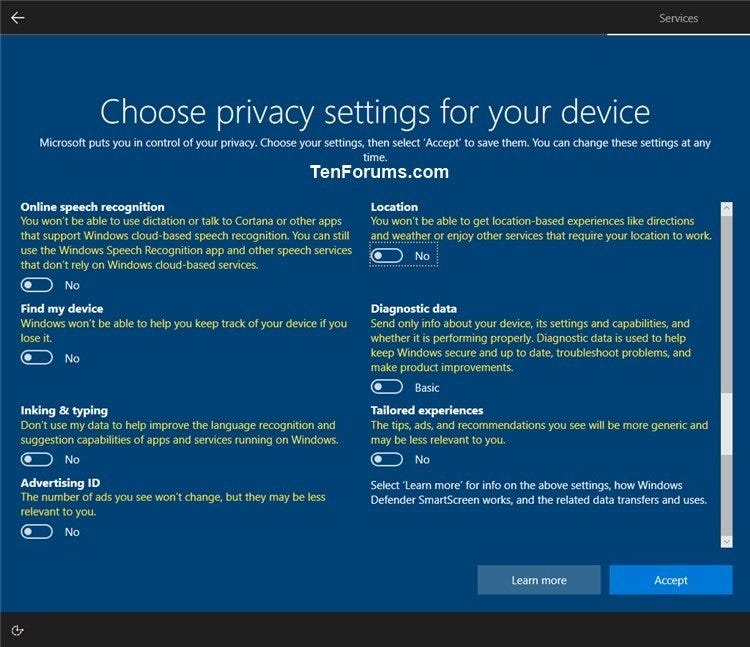 Services
Choose privacy settings for your device
Microsoft puts you in control of your privacy. Choose your settings, then select 'Accept' to save them. You can change these settings at any
time.
TenForums.com
Online speech recognition
You won't be able to use dictation or talk to Cortana or other apps
that support Windows cloud-based speech recognition. You can still
use the Windows Speech Recognition app and other speech services
that don't rely on Windows cloud-based services.
No
Find my device
Windows won't be able to help you keep track of your device if you
lose it.
No
Inking & typing
Don't use my data to help improve the language recognition and
suggestion capabilities of apps and services running on Windows.
No
Advertising ID
The number of ads you see won't change, but they may be less
relevant to you.
No
Location
You won't be able to get location-based experiences like directions
and weather or enjoy other services that require your location to work.
No
Diagnostic data
Send only info about your device, its settings and capabilities, and
whether it is performing properly. Diagnostic data is used to help
keep Windows secure and up to date, troubleshoot problems, and
make product improvements.
Basic
Tailored experiences
The tips, ads, and recommendations you see will be more generic and
may be less relevant to you.
No
Select 'Learn more' for info on the above settings, how Windows
Defender SmartScreen works, and the related data transfers and uses.
Learn more
Accept